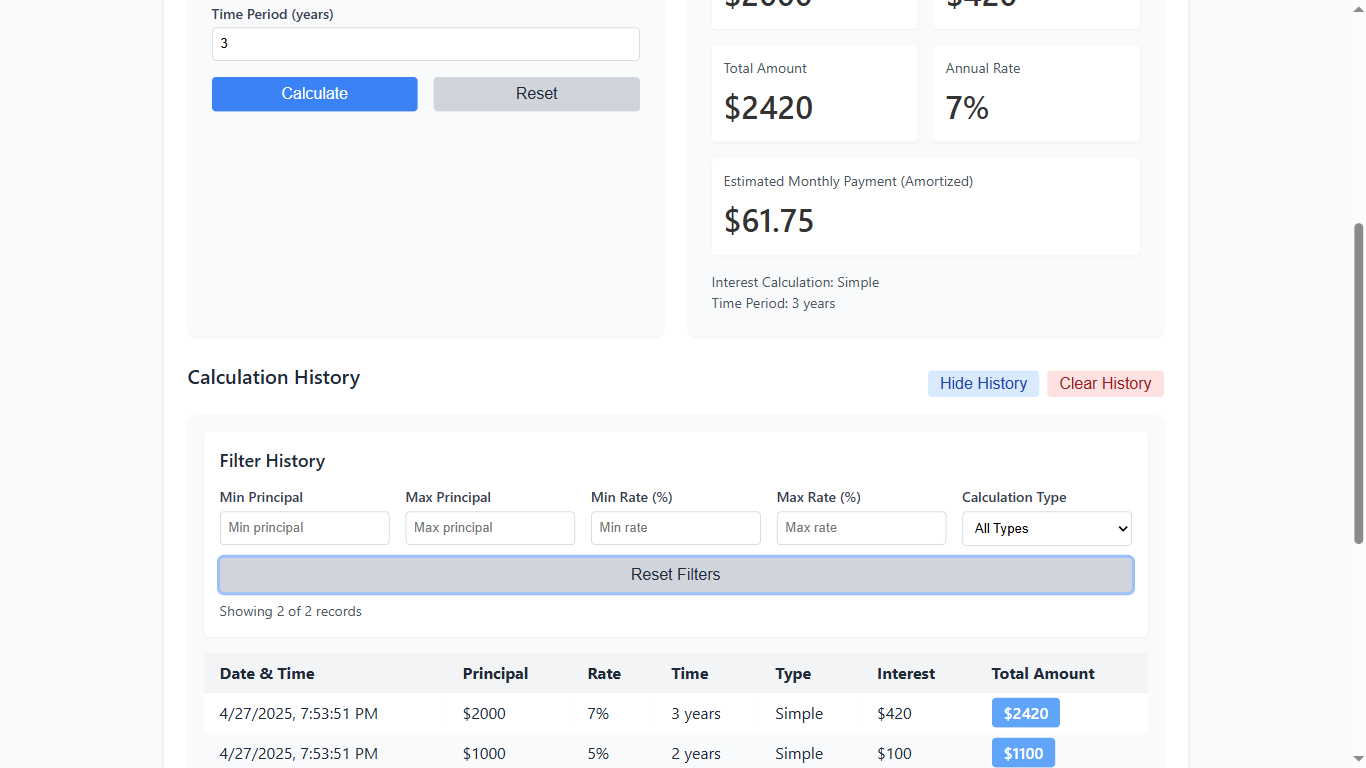 Time Period (years)
3
Calculate Reset
$2000 $420
Total Amount Annual Rate
$2420 7%
Estimated Monthly Payment (Amortized)
$61.75
Interest Calculation: Simple
Time Period: 3 years
Calculation History
Hide History Clear History
Filter History
Min Principal Max Principal Min Rate (%) Max Rate (%) Calculation Type
Min principal Max principal Min rate Max rate All Types
Reset Filters
Showing 2 of 2 records
Date & Time Principal Rate Time Type Interest Total Amount
4/27/2025, 7:53:51 PM $2000 7% 3 years Simple $420 $2420
4/27/2025, 7:53:51 PM $1000 5% 2 years Simple $100 $1100